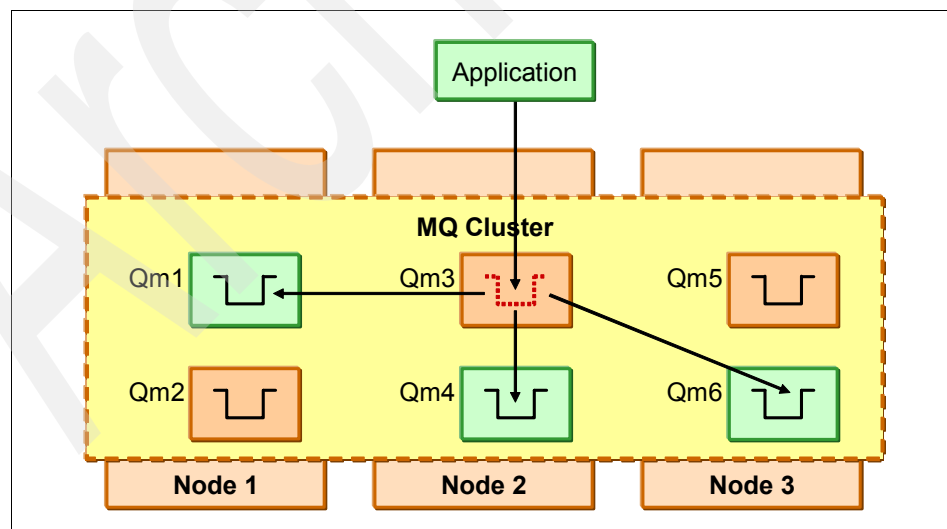 Application
MQ Cluster
Qm1
Qm3
Qm5
Qm2
Qm4
Qm6
Node 1
Node 2
Node 3